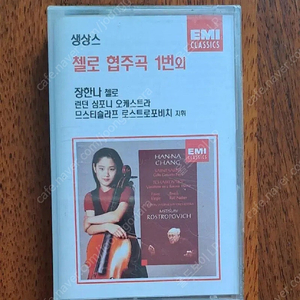 생상스
EMI
CLASSICS
첼로 협주곡 1번외
장한나 첼로
런던 심포니 오케스트라
므스티슬라프 로스트로포비치 지휘
EMI
HAN-NA
CHANG
ROSTROPOVICH